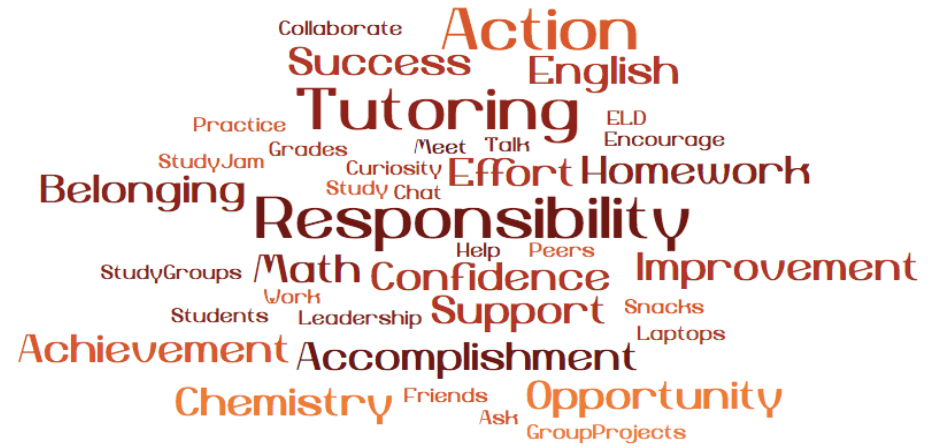 Collaborate Action
Success English
Tutoring
Practice ELD
Grades Meet Talk Encourage
StudyJam Curiosity Effort Homework
Belonging Study Chat
Responsibility
Help Peers
StudyGroups Math Confidence Improvement
Work
Students Leadership Support Snacks
Laptops
Achievement Accomplishment
Chemistry Friends Opportunity
Ask
GroupProjects